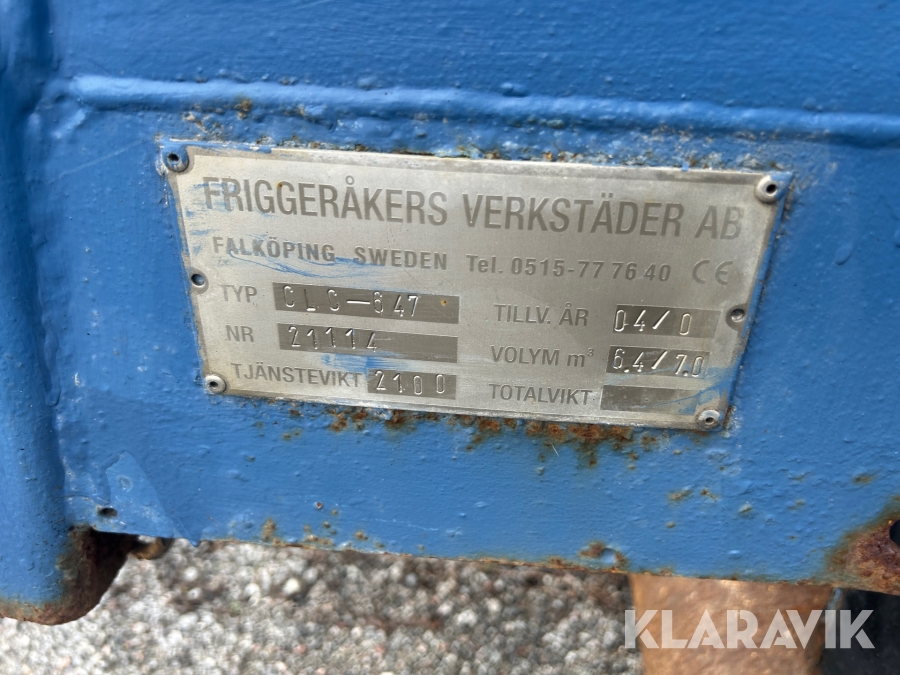 FRIGGERÅKERS VERKSTÄDER AB
FALKÖPING SWEDEN Tel. 0515-77 76 40 CE
TYP CLC-647
NR 21114
TJÄNSTEVIKT 2100
TILLV. ÅR 04/0
VOLYM m³ 6.4/7.0
TOTALVIKT
KLARAVIK